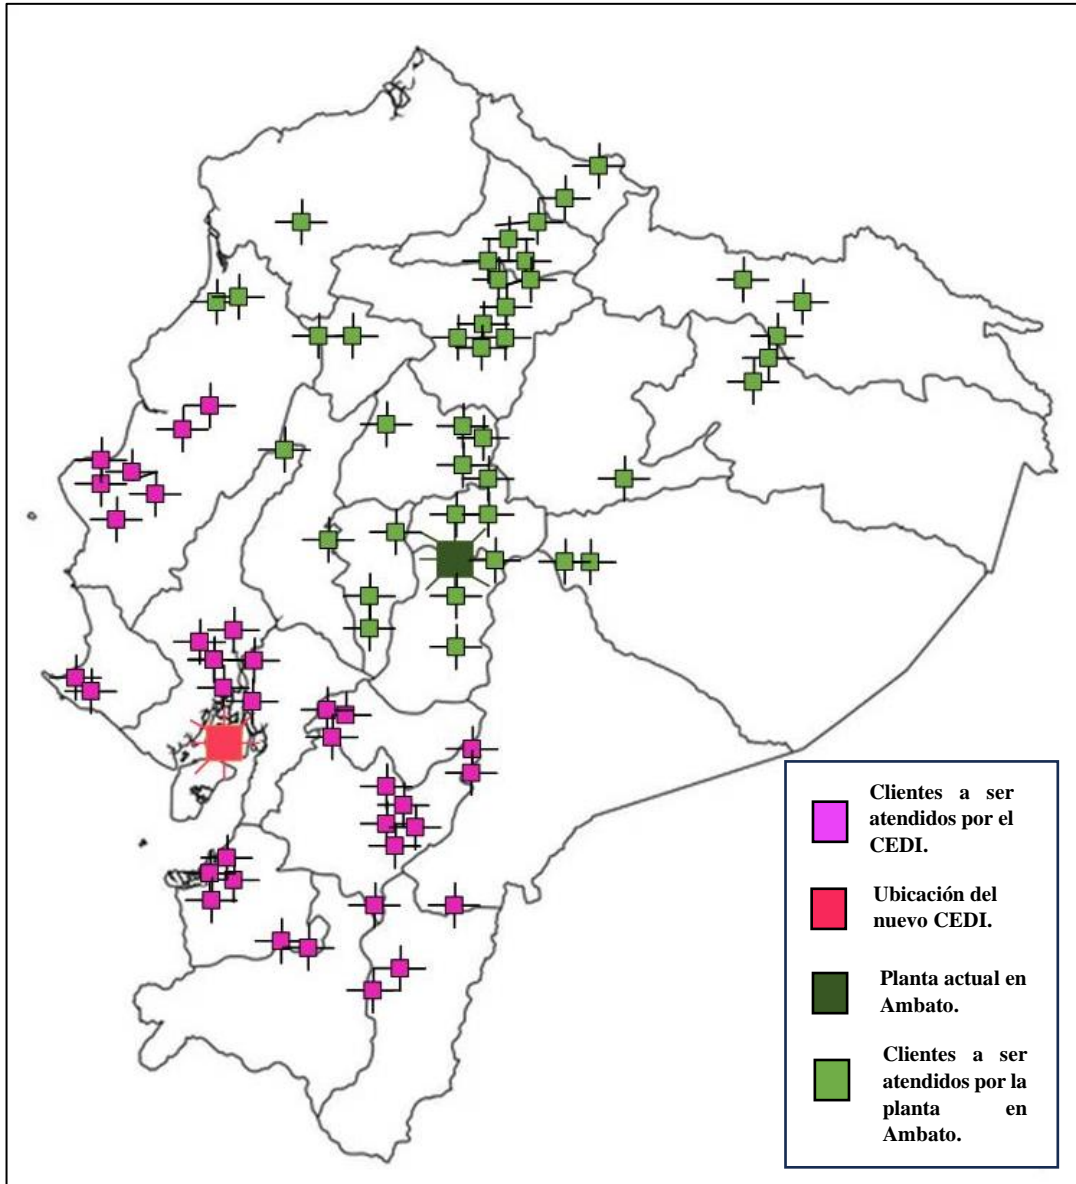 Clientes a ser
atendidos por el
CEDI.
Ubicación del
nuevo CEDI.
Planta actual en
Ambato.
Clientes a ser
atendidos por la
planta en
Ambato.